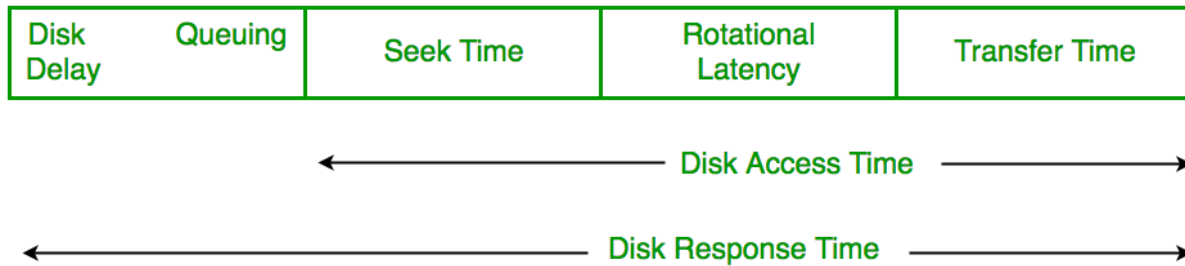 Disk Queuing
Delay
Seek Time
Rotational
Latency
Transfer Time
Disk Access Time
Disk Response Time